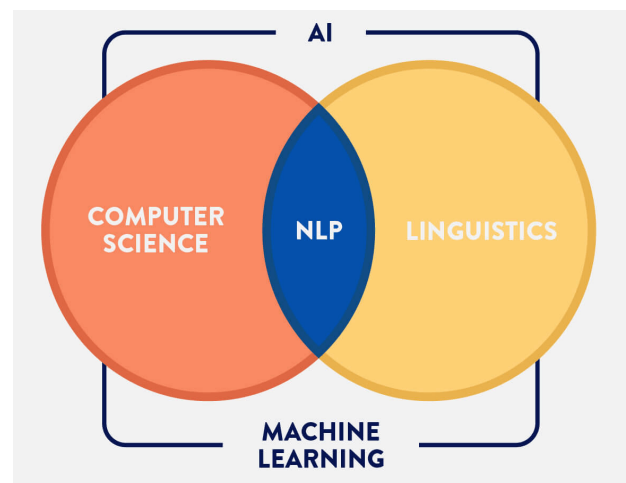 AI
COMPUTER
SCIENCE
NLP
LINGUISTICS
MACHINE
LEARNING